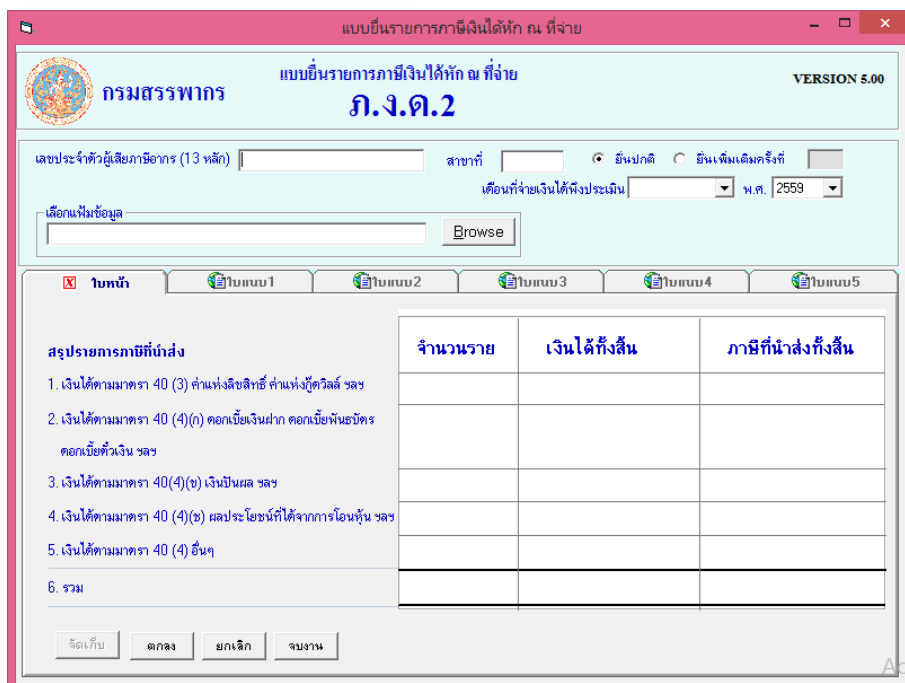 แบบยื่นรายการภาษีเงินได้หัก ณ ที่จ่าย
กรมสรรพากร
แบบยื่นรายการภาษีเงินได้หัก ณ ที่จ่าย
ภ.ง.ด.2
VERSION 5.00
เลขประจำตัวผู้เสียภาษีอากร (13 หลัก) สาขาที่ ยื่นปกติ ยื่นเพิ่มเติมครั้งที่
เดือนที่จ่ายเงินได้พึงประเมิน พ.ศ. 2559
เลือกแฟ้มข้อมูล
Browse
ใบหน้า ใบแนบ1 ใบแนบ2 ใบแนบ3 ใบแนบ4 ใบแนบ5
สรุปรายการภาษีที่นำส่ง จำนวนราย เงินได้ทั้งสิ้น ภาษีที่นำส่งทั้งสิ้น
1. เงินได้ตามมาตรา 40 (3) ค่าแห่งลิขสิทธิ์ ค่าแห่งกู๊ดวิลล์ ฯลฯ
2. เงินได้ตามมาตรา 40 (4)(ก) ดอกเบี้ยเงินฝาก ดอกเบี้ยพันธบัตร
ดอกเบี้ยตั๋วเงิน ฯลฯ
3. เงินได้ตามมาตรา 40(4)(ข) เงินปันผล ฯลฯ
4. เงินได้ตามมาตรา 40 (4)(ช) ผลประโยชน์ที่ได้จากการโอนหุ้น ฯลฯ
5. เงินได้ตามมาตรา 40 (4) อื่นๆ
6. รวม
จัดเก็บ ตกลง ยกเลิก จบงาน